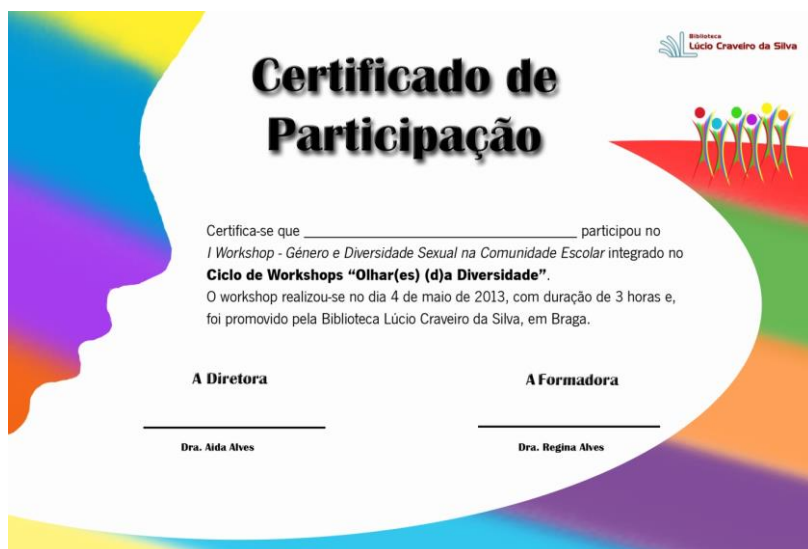 Biblioteca
Lúcio Craveiro da Silva
Certificado de
Participação
Certifica-se que ________________________________________ participou no
I Workshop - Género e Diversidade Sexual na Comunidade Escolar integrado no
Ciclo de Workshops “Olhar(es) (d)a Diversidade”.
O workshop realizou-se no dia 4 de maio de 2013, com duração de 3 horas e,
foi promovido pela Biblioteca Lúcio Craveiro da Silva, em Braga.
A Diretora
A Formadora
Dra. Aida Alves
Dra. Regina Alves